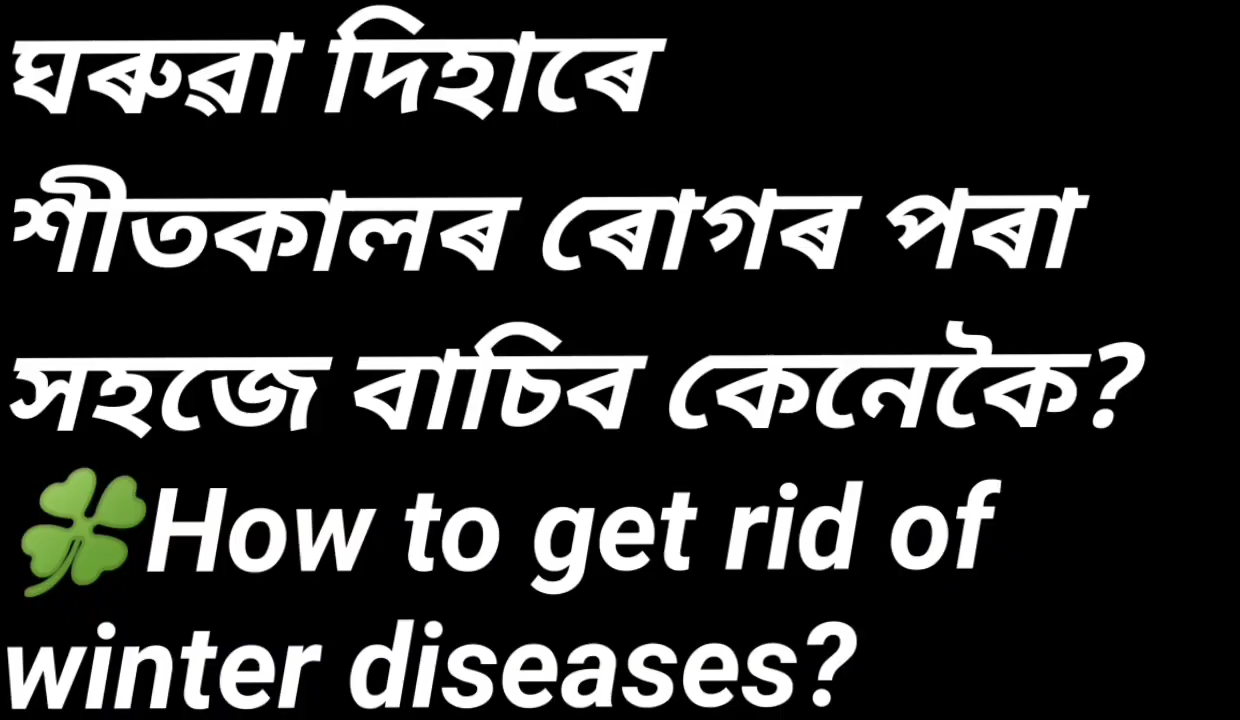 ঘৰুৱা দিহাৰে
শীতকালৰ ৰোগৰ পৰা
সহজে বাচিব কেনেকৈ?
🍀How to get rid of
winter diseases?